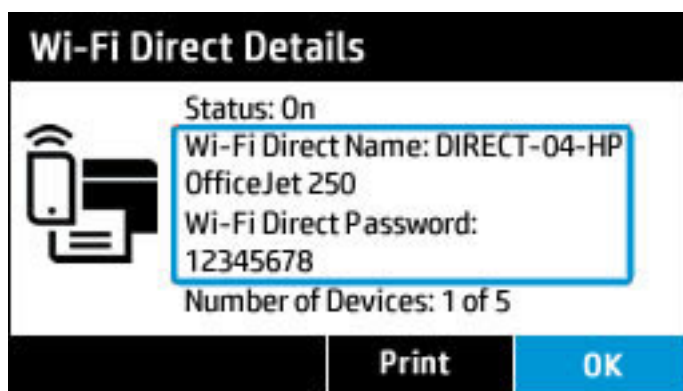 Wi-Fi Direct Details
Status: On
Wi-Fi Direct Name: DIRECT-04-HP
OfficeJet 250
Wi-Fi Direct Password:
12345678
Number of Devices: 1 of 5
Print
OK